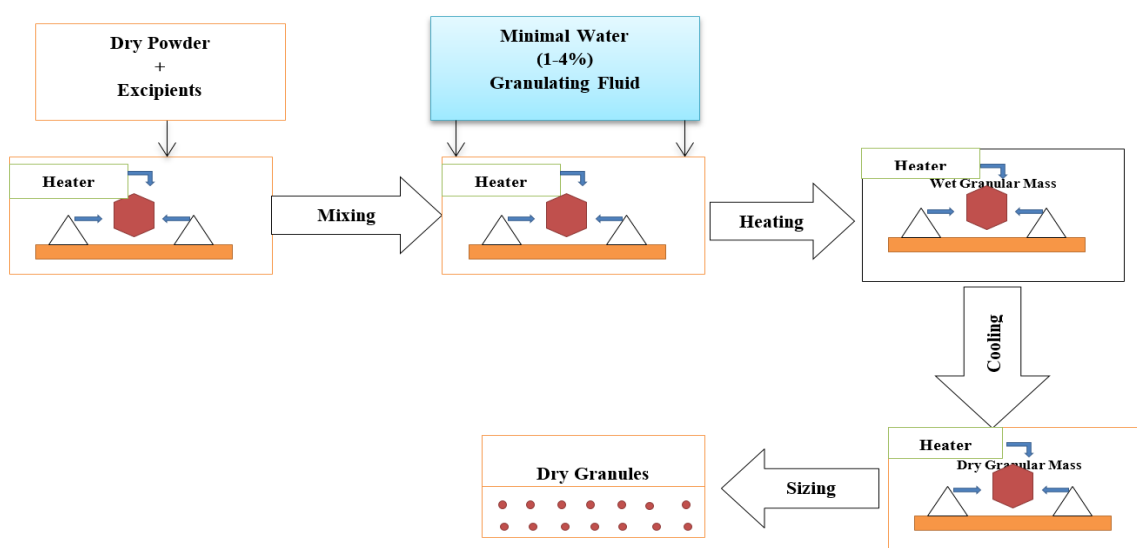 Dry Powder
+
Excipients
Minimal Water
(1-4%)
Granulating Fluid
Heater
Mixing
Heater
Heating
Heater
Wet Granular Mass
Cooling
Heater
Dry Granular Mass
Sizing
Dry Granules